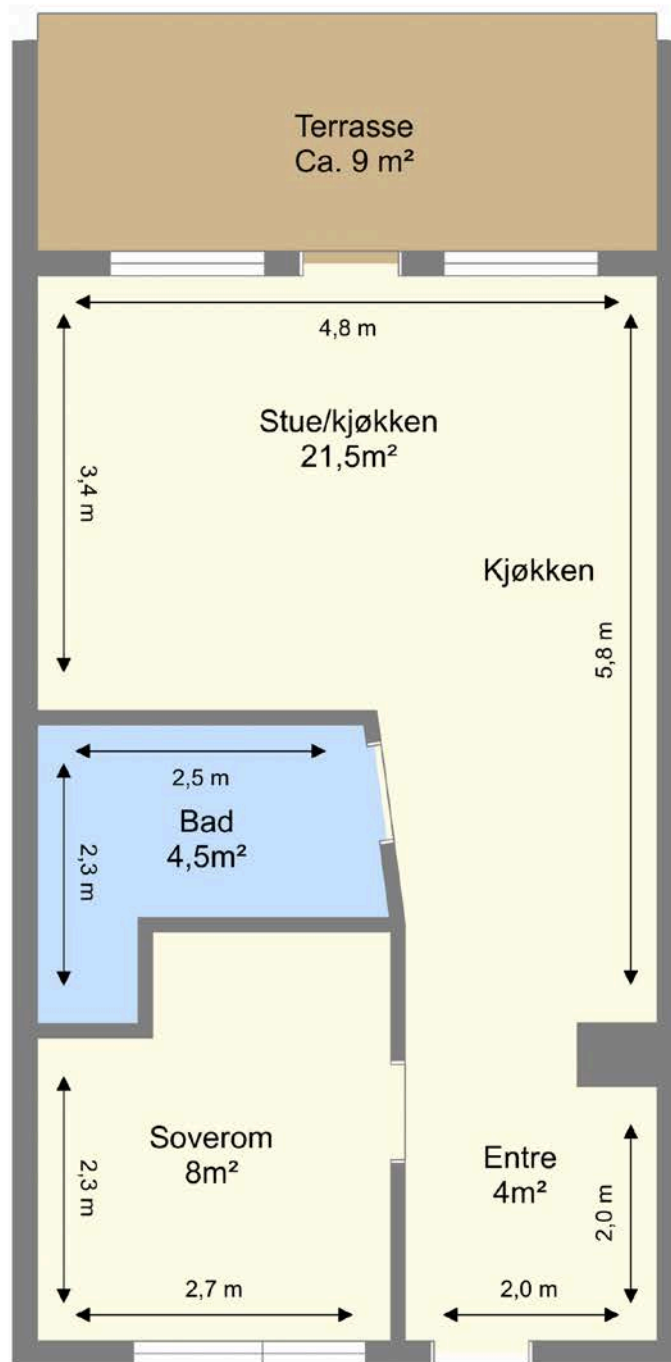 Terrasse
Ca. 9 m²
4,8 m
Stue/kjøkken
21,5m²
3,4 m
Kjøkken
5,8 m
2,5 m
Bad
4,5m²
2,3 m
Soverom
8m²
2,3 m
2,7 m
Entre
4m²
2,0 m
2,0 m